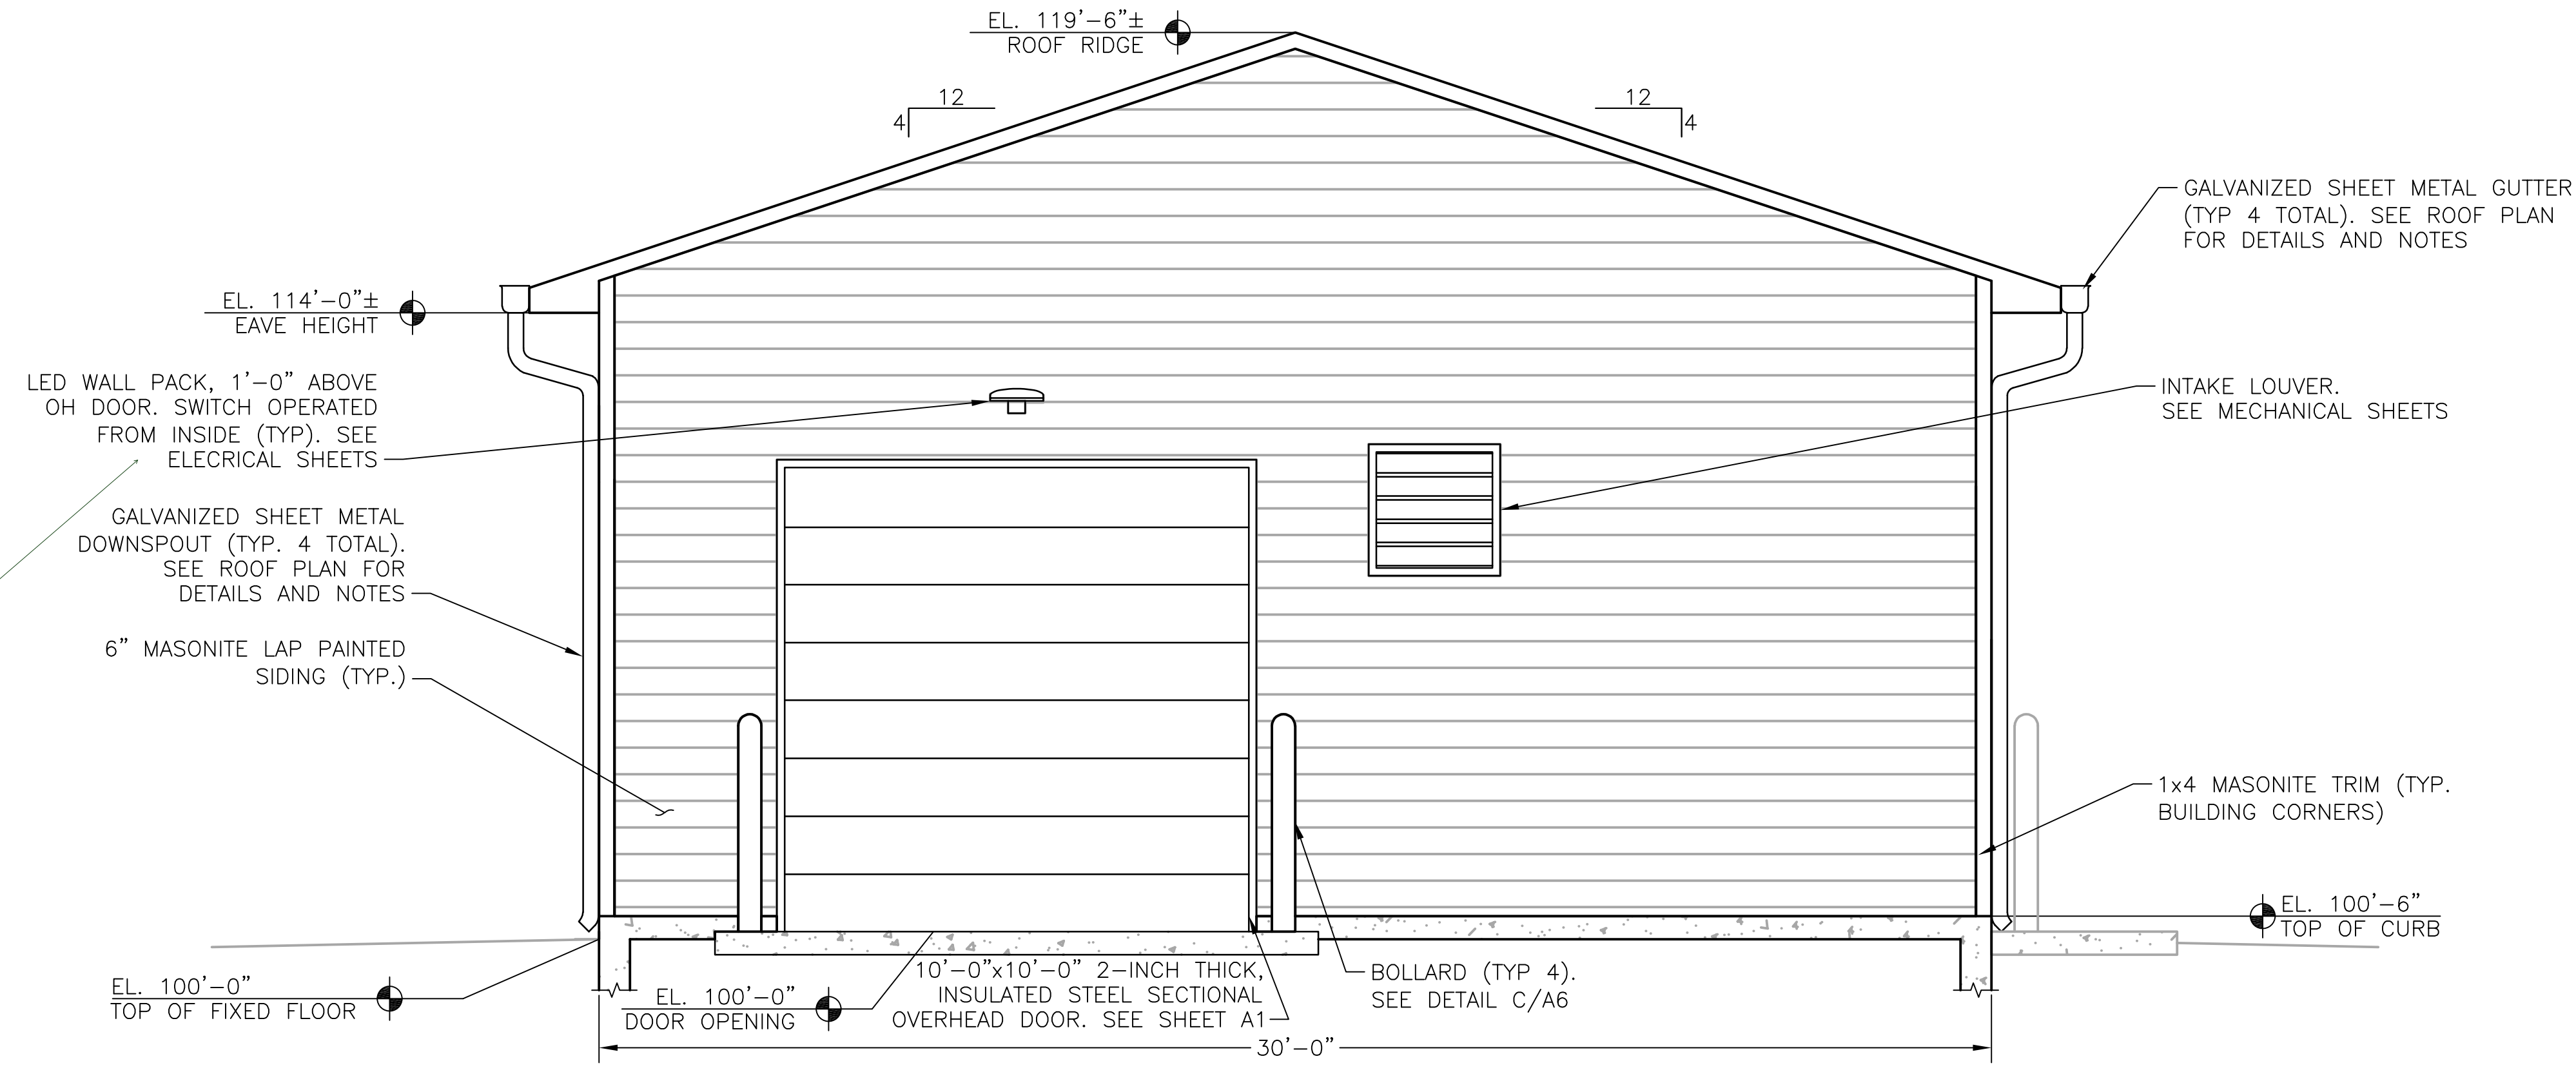 EL. 119'-6"±
ROOF RIDGE
12
4
12
4
GALVANIZED SHEET METAL GUTTER
(TYP 4 TOTAL). SEE ROOF PLAN
FOR DETAILS AND NOTES
EL. 114'-0"±
EAVE HEIGHT
LED WALL PACK, 1'-0" ABOVE
OH DOOR. SWITCH OPERATED
FROM INSIDE (TYP). SEE
ELECRICAL SHEETS
INTAKE LOUVER.
SEE MECHANICAL SHEETS
GALVANIZED SHEET METAL
DOWNSPOUT (TYP. 4 TOTAL).
SEE ROOF PLAN FOR
DETAILS AND NOTES
6" MASONITE LAP PAINTED
SIDING (TYP.)
1x4 MASONITE TRIM (TYP.
BUILDING CORNERS)
EL. 100'-6"
TOP OF CURB
EL. 100'-0"
TOP OF FIXED FLOOR
EL. 100'-0"
DOOR OPENING
10'-0"x10'-0" 2-INCH THICK,
INSULATED STEEL SECTIONAL
OVERHEAD DOOR. SEE SHEET A1
BOLLARD (TYP 4).
SEE DETAIL C/A6
30'-0"